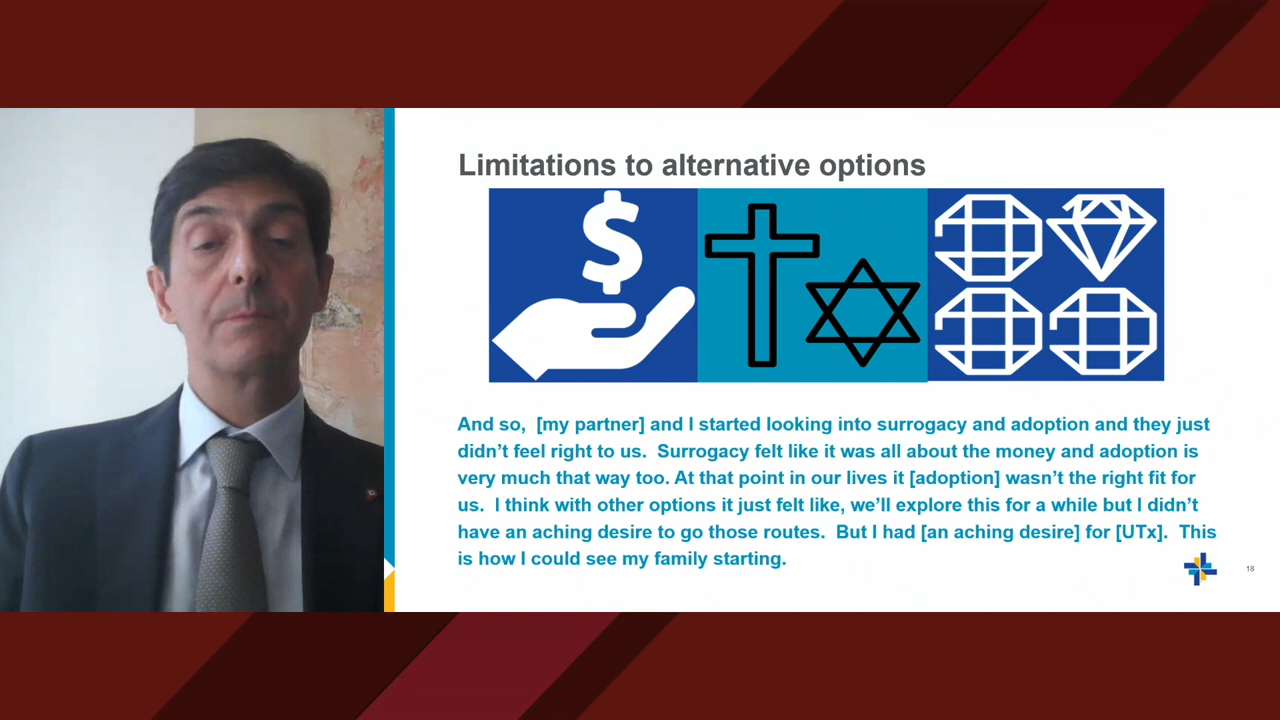 Limitations to alternative options
$
And so,  [my partner] and I started looking into surrogacy and adoption and they just
didn’t feel right to us.  Surrogacy felt like it was all about the money and adoption is
very much that way too. At that point in our lives it [adoption] wasn’t the right fit for
us.  I think with other options it just felt like, we’ll explore this for a while but I didn’t
have an aching desire to go those routes.  But I had [an aching desire] for [UTx].  This
is how I could see my family starting.
18